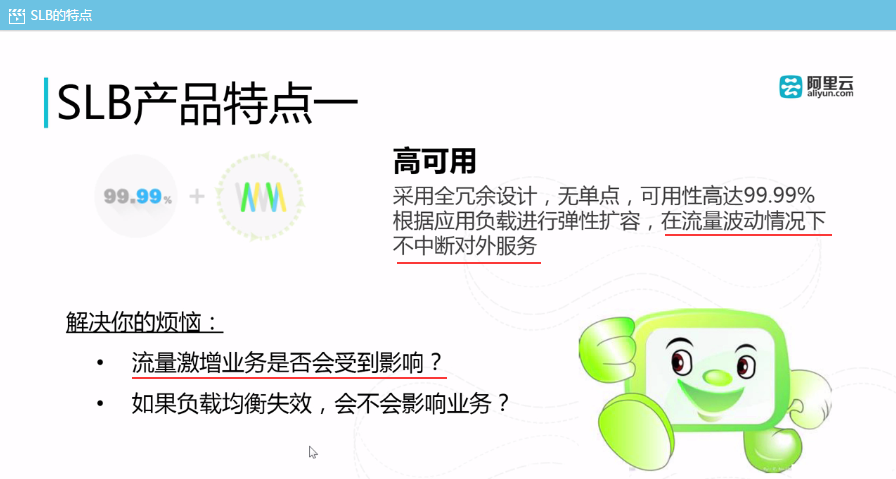 SLB的特点
SLB产品特点一
阿里云
aliyun.com
99.99%
+
高可用
采用全冗余设计，无单点，可用性高达99.99%
根据应用负载进行弹性扩容，在流量波动情况下
不中断对外服务
解决你的烦恼：
• 流量激增业务是否会受到影响？
• 如果负载均衡失效，会不会影响业务？